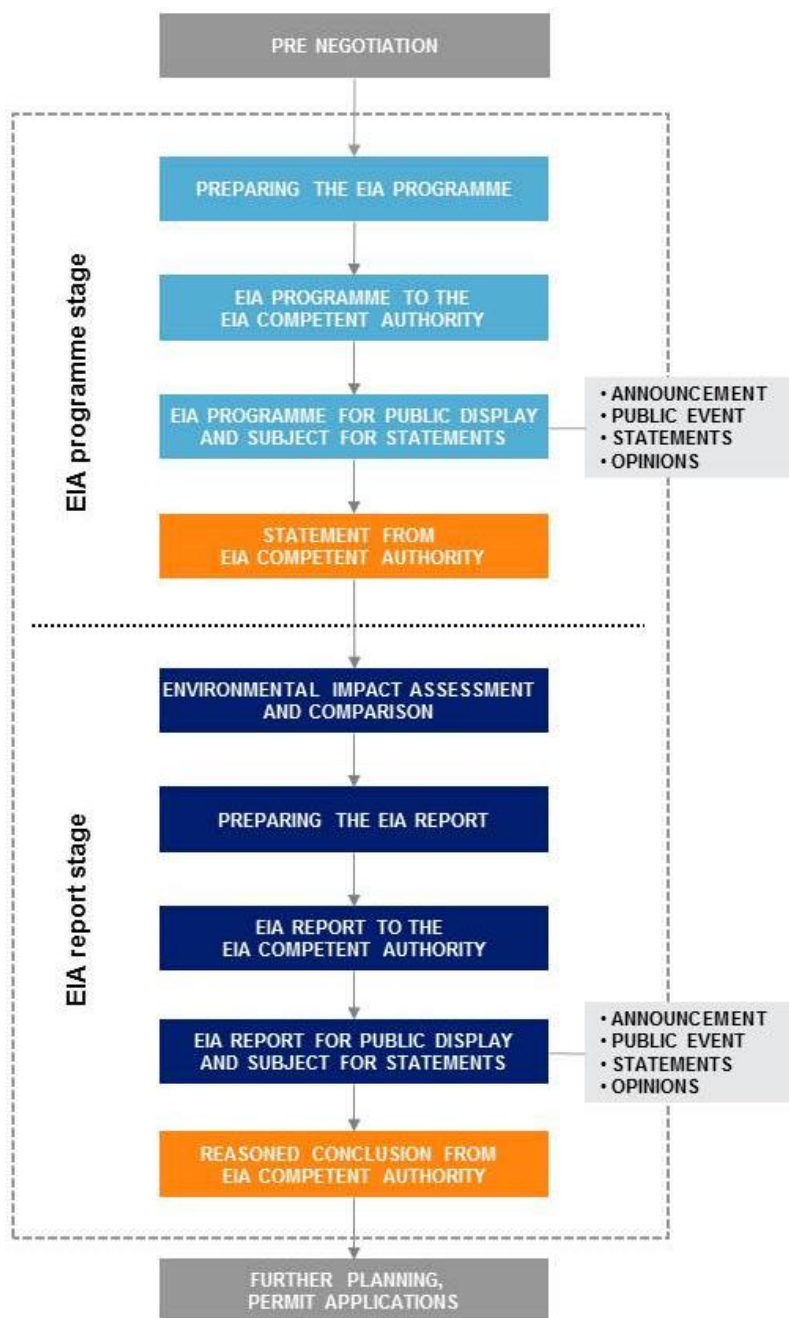 PRE NEGOTIATION
EIA programme stage
PREPARING THE EIA PROGRAMME
EIA PROGRAMME TO THE
EIA COMPETENT AUTHORITY
EIA PROGRAMME FOR PUBLIC DISPLAY
AND SUBJECT FOR STATEMENTS
• ANNOUNCEMENT
• PUBLIC EVENT
• STATEMENTS
• OPINIONS
STATEMENT FROM
EIA COMPETENT AUTHORITY
EIA report stage
ENVIRONMENTAL IMPACT ASSESSMENT
AND COMPARISON
PREPARING THE EIA REPORT
EIA REPORT TO THE
EIA COMPETENT AUTHORITY
EIA REPORT FOR PUBLIC DISPLAY
AND SUBJECT FOR STATEMENTS
• ANNOUNCEMENT
• PUBLIC EVENT
• STATEMENTS
• OPINIONS
REASONED CONCLUSION FROM
EIA COMPETENT AUTHORITY
FURTHER PLANNING,
PERMIT APPLICATIONS